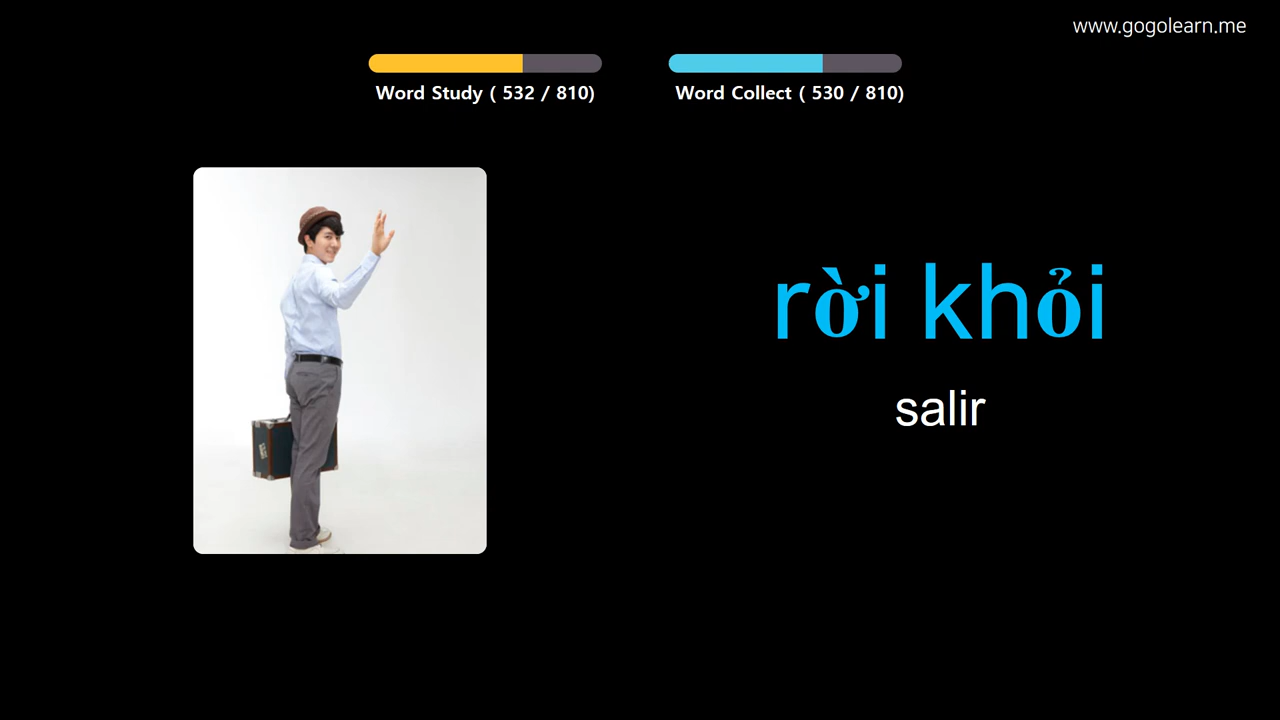 www.gogolearn.me
Word Study ( 532 / 810)
Word Collect ( 530 / 810)
rời khỏi
salir